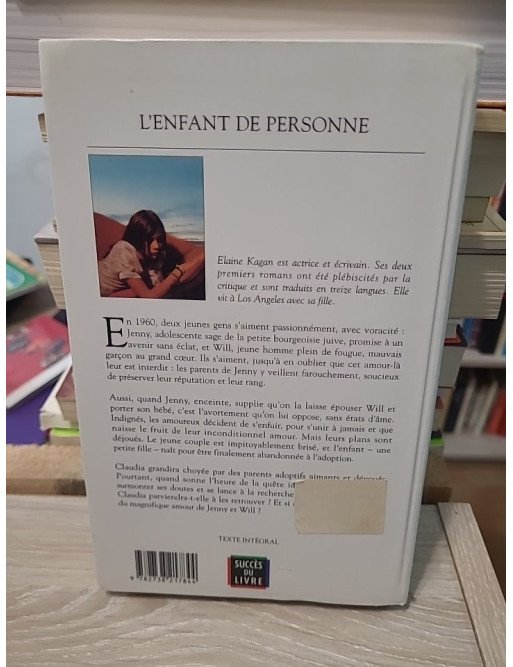 L'ENFANT DE PERSONNE
Elaine Kagan est actrice et écrivain. Ses deux
premiers romans ont été plébiscités par la
critique et sont traduits en treize langues. Elle
vit à Los Angeles avec sa fille.
En 1960, deux jeunes gens s'aiment passionnément, avec voracité :
Jenny, adolescente sage de la petite bourgeoisie juive, promise à un
avenir sans éclat, et Will, jeune homme plein de fougue, mauvais
garçon au grand cœur. Ils s'aiment, jusqu'à en oublier que cet amour-là
leur est interdit : les parents de Jenny y veillent farouchement, soucieux
de préserver leur réputation et leur rang.
Aussi, quand Jenny, enceinte, supplie qu'on la laisse épouser Will et
porter son bébé, c'est l'avortement qu'on lui oppose, sans états d'âme.
Indignés, les amoureux décident de s'enfuir, pour s'unir à jamais et que
naisse le fruit de leur inconditionnel amour. Mais leurs plans sont
déjoués. Le jeune couple est impitoyablement brisé, et l'enfant – une
petite fille – naît pour être finalement abandonnée à l'adoption.
Claudia grandira choyée par des parents adoptifs aimants et dévoués.
Pourtant, quand sonne l'heure de la quête
surmonter ses doutes et se lance à la recherche
Claudia parviendra-t-elle à les retrouver ? Et si
du magnifique amour de Jenny et Will ?
TEXTE INTÉGRAL
SUCCÈS
DU
LIVRE
9 782738 217844